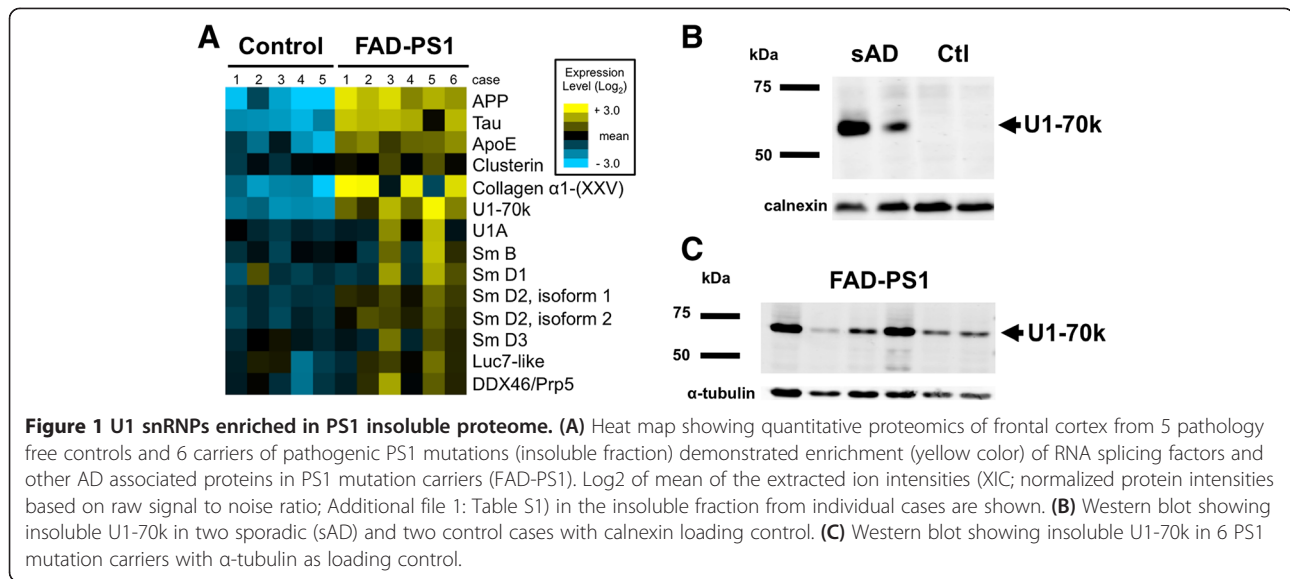 A
Control FAD-PS1
1 2 3 4 5 1 2 3 4 5 6 case
APP
Tau
ApoE
Clusterin
Collagen α1-(XXV)
U1-70k
U1A
Sm B
Sm D1
Sm D2, isoform 1
Sm D2, isoform 2
Sm D3
Luc7-like
DDX46/Prp5
Expression
Level (Log2)
+ 3.0
mean
- 3.0
B
kDa sAD Ctl
75
U1-70k
50
calnexin
C
kDa FAD-PS1
75
U1-70k
50
α-tubulin
Figure 1 U1 snRNPs enriched in PS1 insoluble proteome. (A) Heat map showing quantitative proteomics of frontal cortex from 5 pathology
free controls and 6 carriers of pathogenic PS1 mutations (insoluble fraction) demonstrated enrichment (yellow color) of RNA splicing factors and
other AD associated proteins in PS1 mutation carriers (FAD-PS1). Log2 of mean of the extracted ion intensities (XIC; normalized protein intensities
based on raw signal to noise ratio; Additional file 1: Table S1) in the insoluble fraction from individual cases are shown. (B) Western blot showing
insoluble U1-70k in two sporadic (sAD) and two control cases with calnexin loading control. (C) Western blot showing insoluble U1-70k in 6 PS1
mutation carriers with α-tubulin as loading control.